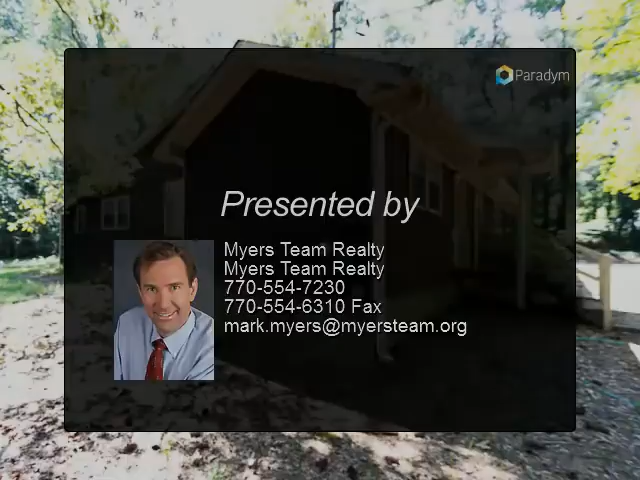 Paradym
Presented by
Myers Team Realty
Myers Team Realty
770-554-7230
770-554-6310 Fax
mark.myers@myersteam.org